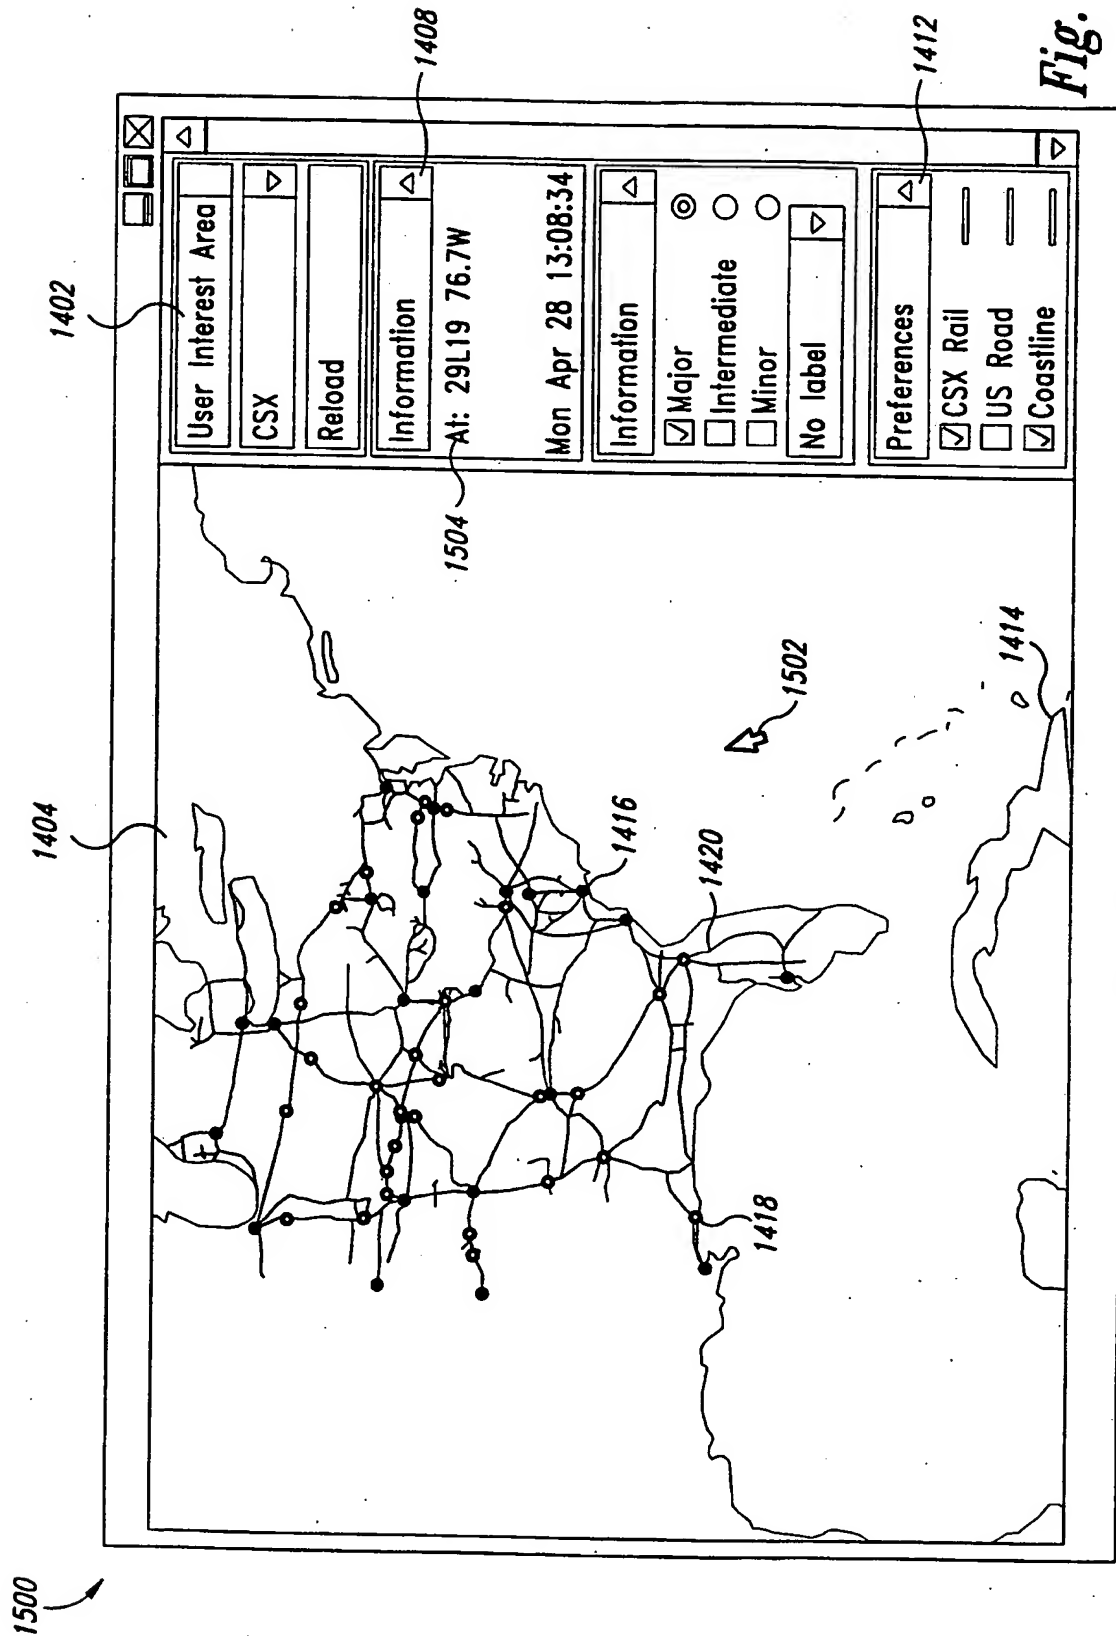 1500
1404
1402
User Interest Area
CSX
Reload
1408
Information
1504
At: 29L19 76.7W
Mon Apr 28 13:08:34
Information
Major
Intermediate
Minor
No label
1412
Preferences
CSX Rail
US Road
Coastline
1502
1416
1420
1418
1414
Fig.